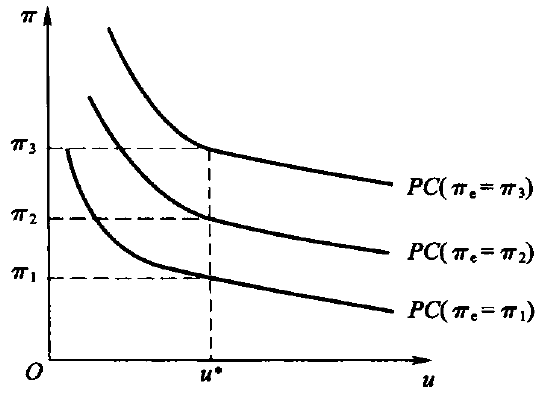 π
π₃
PC(πₑ = π₃)
π₂
PC(πₑ = π₂)
π₁
PC(πₑ = π₁)
O
u*
u